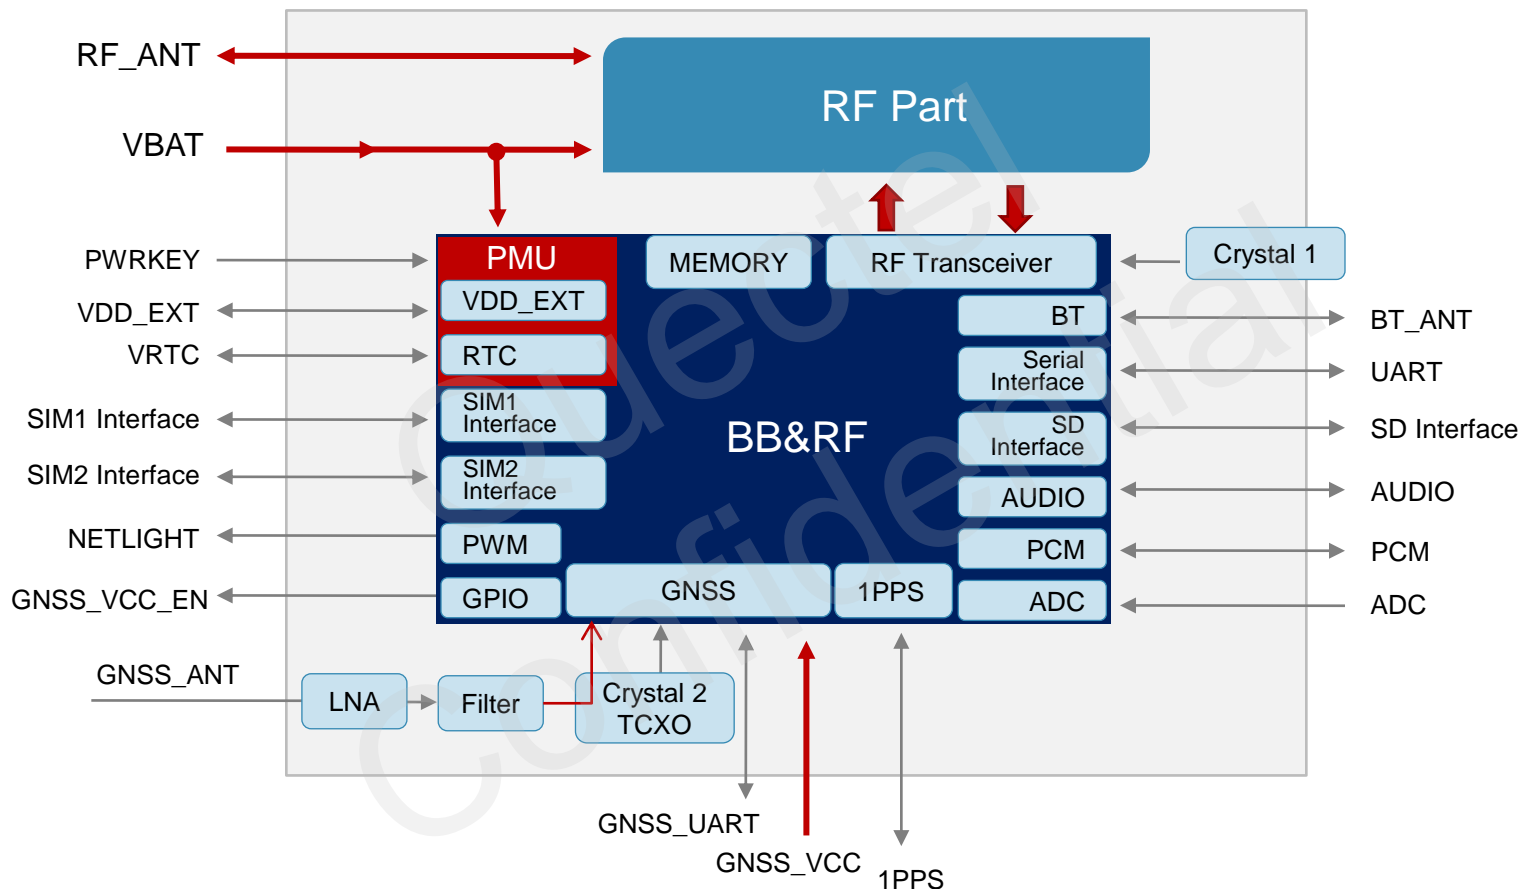 RF_ANT
RF Part
VBAT
PWRKEY
PMU
MEMORY
RF Transceiver
Crystal 1
VDD_EXT
VDD_EXT
BT
BT_ANT
VRTC
RTC
Serial
Interface
UART
SIM1 Interface
SIM1
Interface
BB&RF
SD
Interface
SD Interface
SIM2 Interface
SIM2
Interface
AUDIO
AUDIO
NETLIGHT
PWM
PCM
PCM
GNSS_VCC_EN
GPIO
GNSS
1PPS
ADC
ADC
GNSS_ANT
LNA
Filter
Crystal 2
TCXO
GNSS_UART
GNSS_VCC
1PPS
Quectel
Confidential